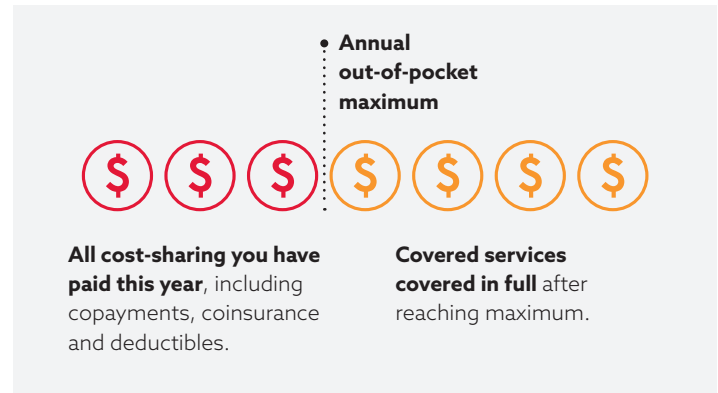 Annual
out-of-pocket
maximum
$ $ $ $ $ $ $
All cost-sharing you have
paid this year, including
copayments, coinsurance
and deductibles.
Covered services
covered in full after
reaching maximum.